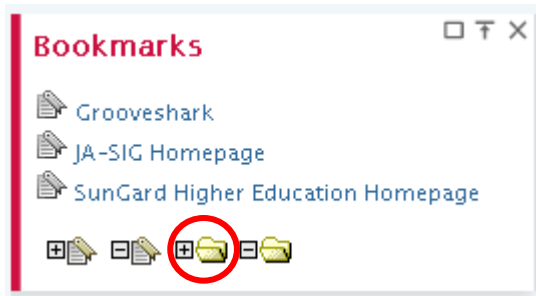 Bookmarks
Grooveshark
JA-SIG Homepage
SunGard Higher Education Homepage